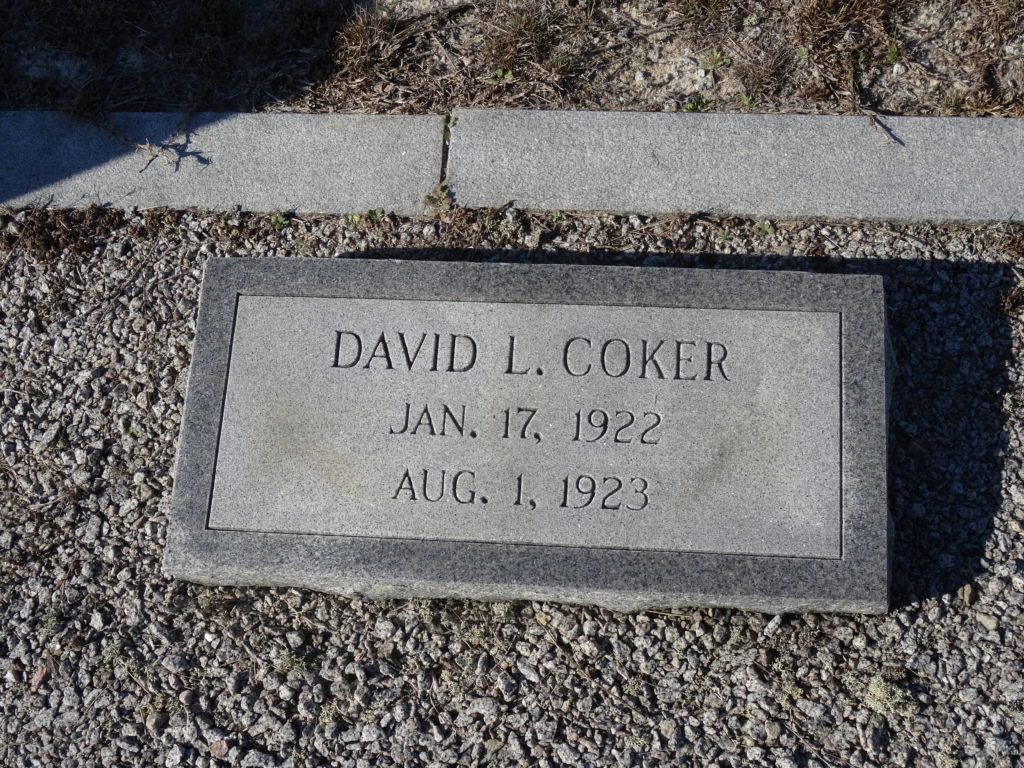 DAVID L. COKER
JAN. 17, 1922
AUG. 1, 1923